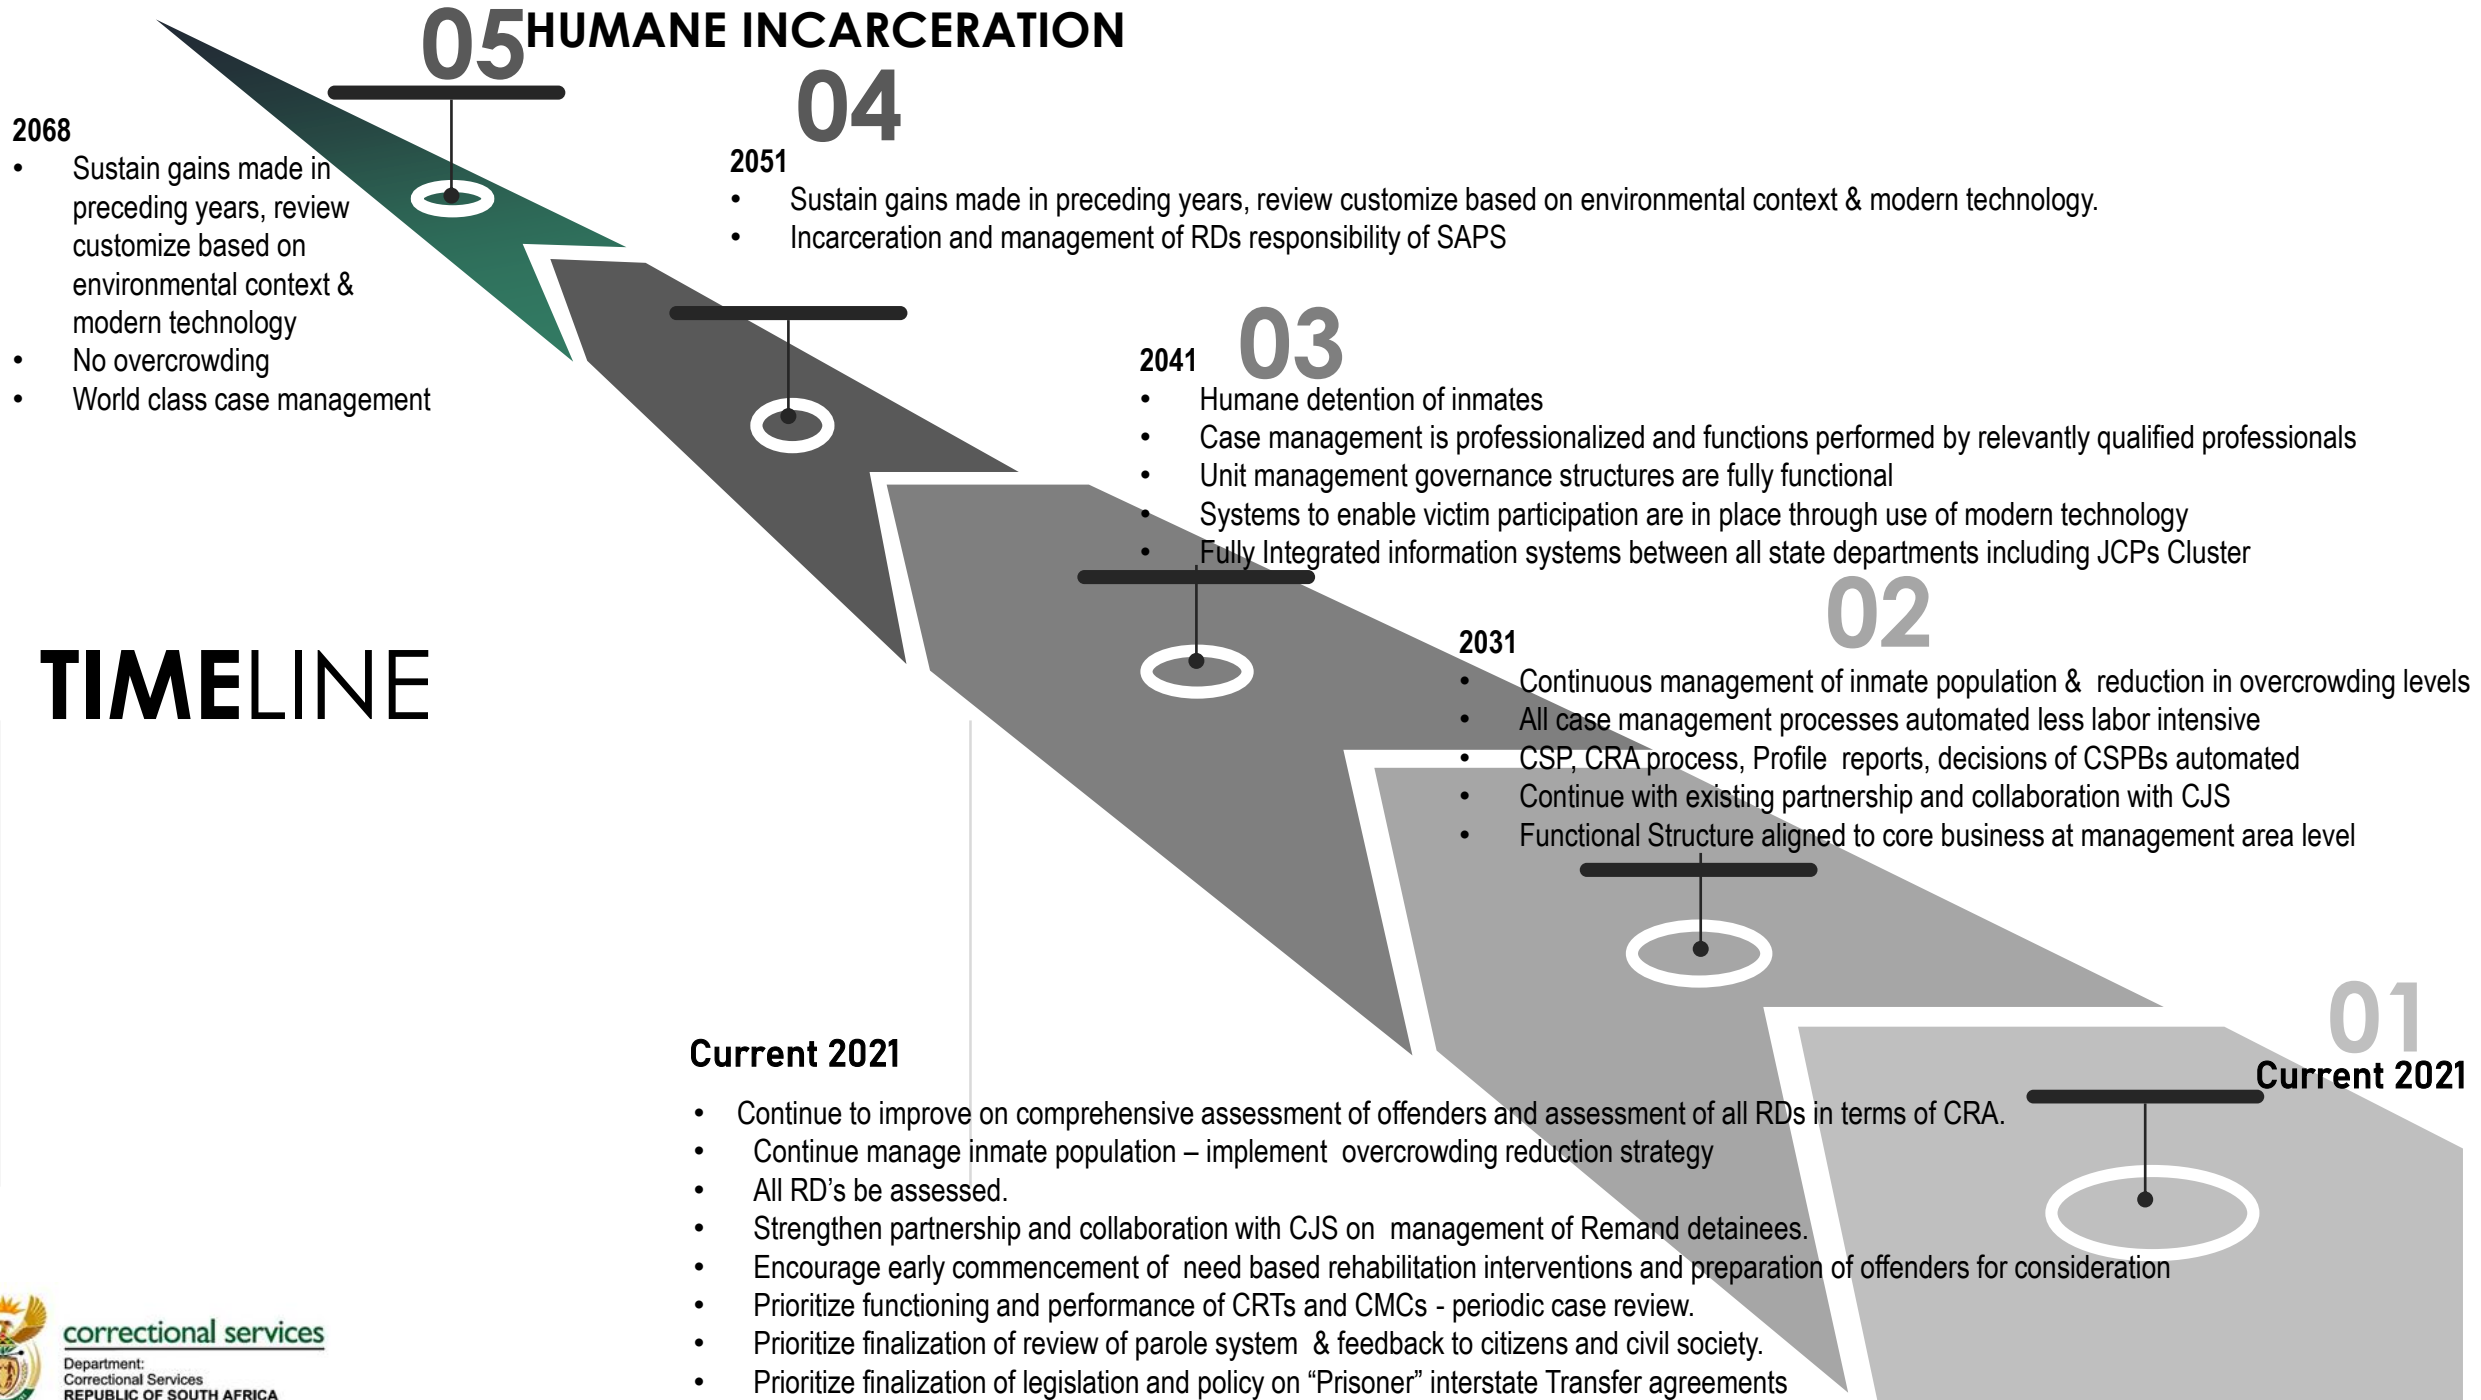 05 HUMANE INCARCERATION
2068
• Sustain gains made in
preceding years, review
customize based on
environmental context &
modern technology
• No overcrowding
• World class case management
04
2051
• Sustain gains made in preceding years, review customize based on environmental context & modern technology.
• Incarceration and management of RDs responsibility of SAPS
03
2041
• Humane detention of inmates
• Case management is professionalized and functions performed by relevantly qualified professionals
• Unit management governance structures are fully functional
• Systems to enable victim participation are in place through use of modern technology
• Fully Integrated information systems between all state departments including JCPs Cluster
02
2031
• Continuous management of inmate population & reduction in overcrowding levels
• All case management processes automated less labor intensive
• CSP, CRA process, Profile reports, decisions of CSPBs automated
• Continue with existing partnership and collaboration with CJS
• Functional Structure aligned to core business at management area level
TIMELINE
01
Current 2021
Current 2021
• Continue to improve on comprehensive assessment of offenders and assessment of all RDs in terms of CRA.
• Continue manage inmate population – implement overcrowding reduction strategy
• All RD’s be assessed.
• Strengthen partnership and collaboration with CJS on management of Remand detainees.
• Encourage early commencement of need based rehabilitation interventions and preparation of offenders for consideration
• Prioritize functioning and performance of CRTs and CMCs - periodic case review.
• Prioritize finalization of review of parole system & feedback to citizens and civil society.
• Prioritize finalization of legislation and policy on “Prisoner” interstate Transfer agreements
correctional services
Department:
Correctional Services
REPUBLIC OF SOUTH AFRICA